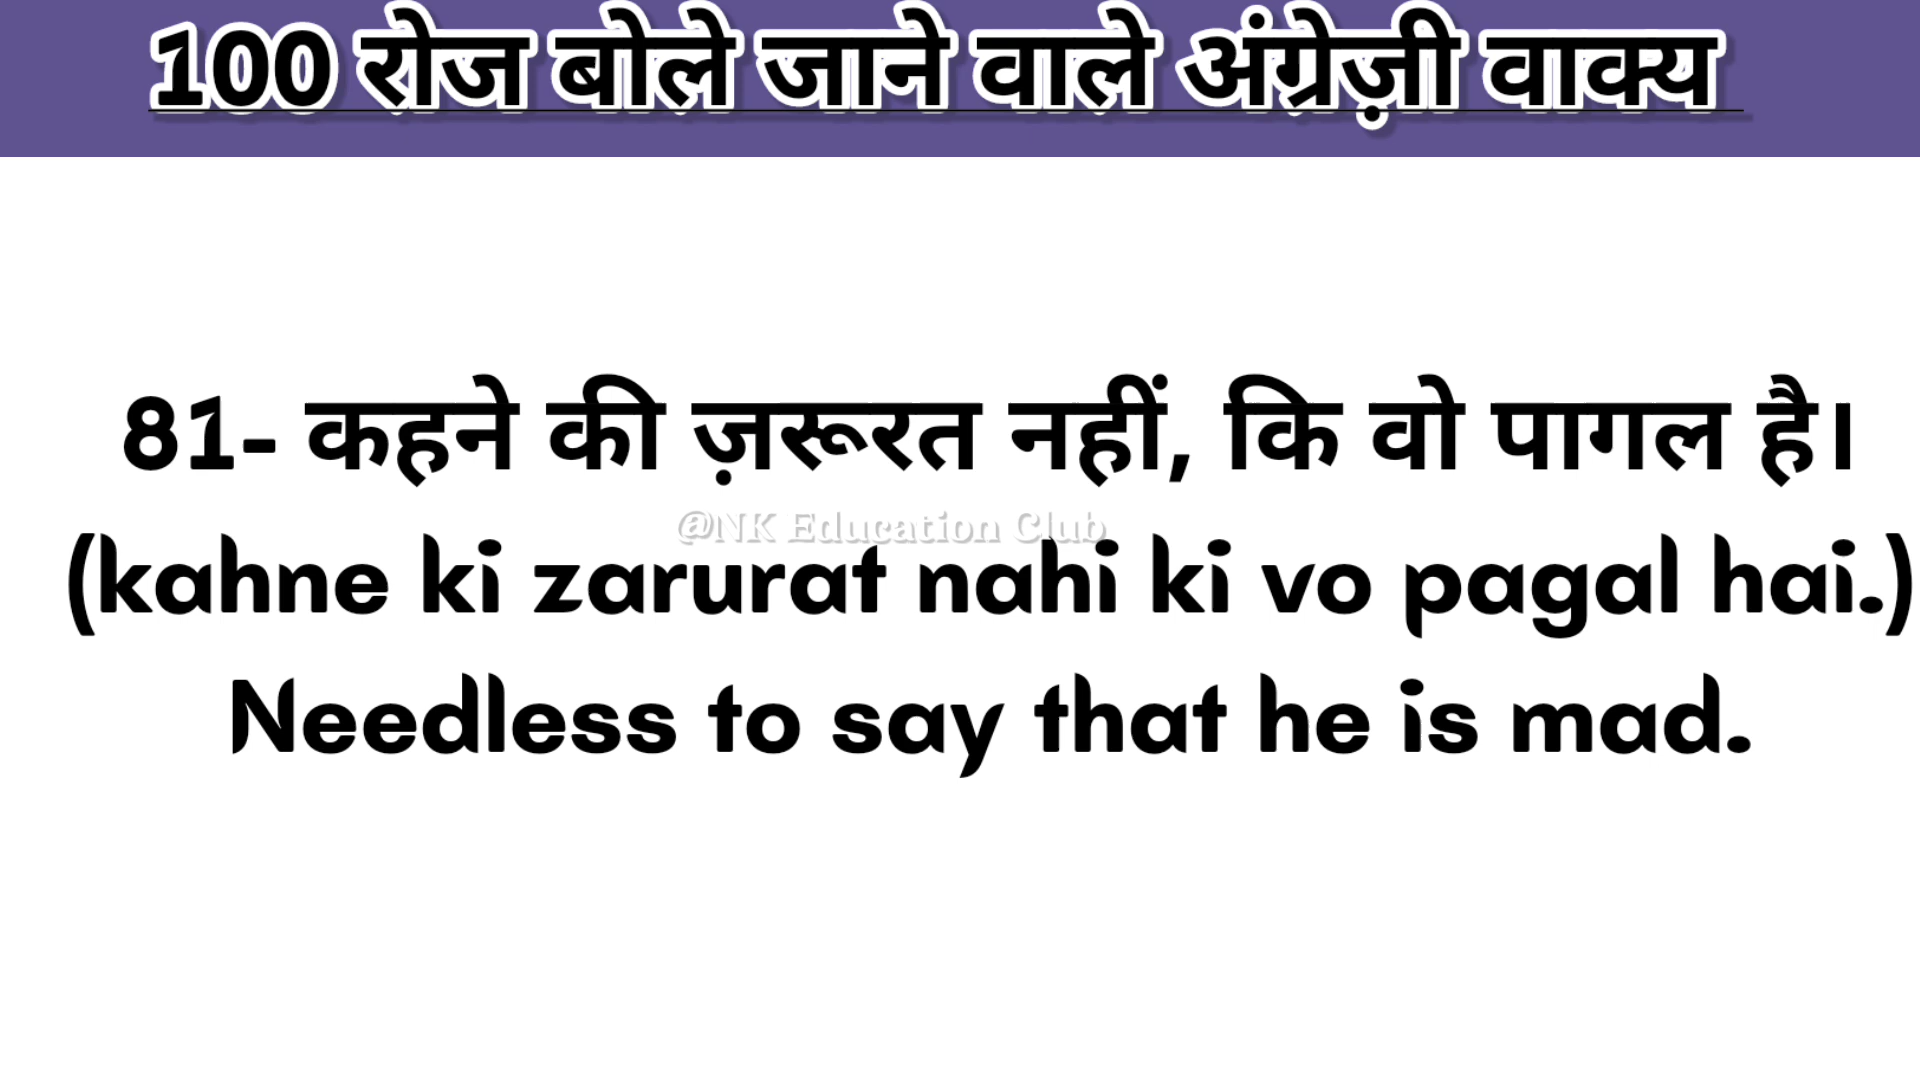 100 रोज बोले जाने वाले अंग्रेज़ी वाक्य
81- कहने की ज़रूरत नहीं, कि वो पागल है।
@NK Education Club
(kahne ki zarurat nahi ki vo pagal hai.)
Needless to say that he is mad.